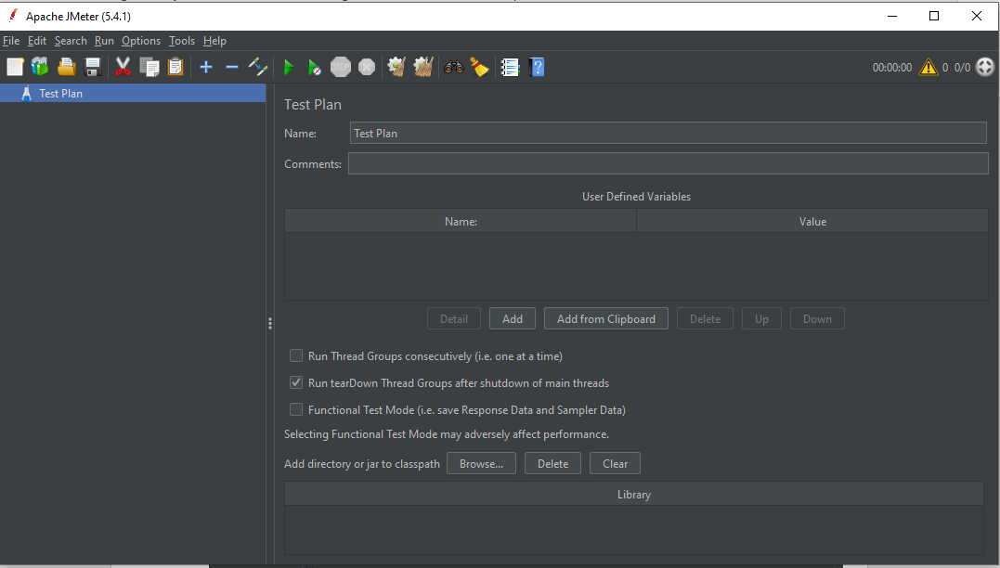 Apache JMeter (5.4.1)
File Edit Search Run Options Tools Help
STOP 00:00:00 0 0/0
Test Plan
Test Plan
Name: Test Plan
Comments:
User Defined Variables
Name: Value
Detail Add Add from Clipboard Delete Up Down
Run Thread Groups consecutively (i.e. one at a time)
Run tearDown Thread Groups after shutdown of main threads
Functional Test Mode (i.e. save Response Data and Sampler Data)
Selecting Functional Test Mode may adversely affect performance.
Add directory or jar to classpath Browse... Delete Clear
Library